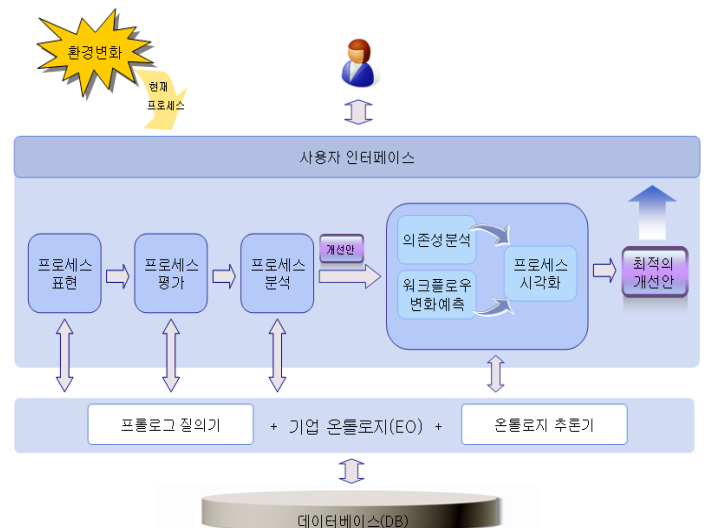 환경변화
현재
프로세스
사용자 인터페이스
프로세스
표현
프로세스
평가
프로세스
분석
개선안
의존성분석
워크플로우
변화예측
프로세스
시각화
최적의
개선안
프롤로그 질의기 + 기업 온톨로지(EO) + 온톨로지 추론기
데이터베이스(DB)